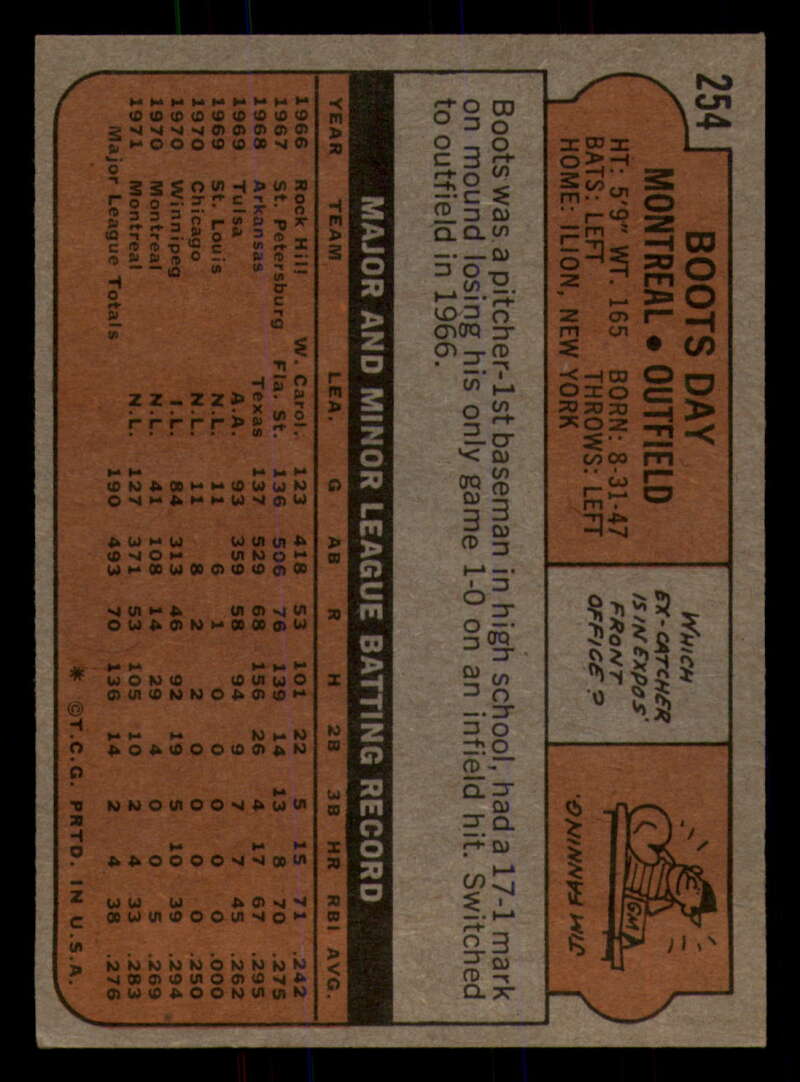 254
BOOTS DAY
MONTREAL • OUTFIELD
HT: 5'9" WT. 165 BORN: 8-31-47
BATS: LEFT THROWS: LEFT
HOME: ILION, NEW YORK
WHICH
EX-CATCHER
IS IN EXPOS'
FRONT
OFFICE?
GM
JIM FANNING.
Boots was a pitcher-1st baseman in high school, had a 17-1 mark
on mound losing his only game 1-0 on an infield hit. Switched
to outfield in 1966.
MAJOR AND MINOR LEAGUE BATTING RECORD
YEAR TEAM LEA. G AB R H 2B 3B HR RBI AVG.
1966 Rock Hill W. Carol. 123 418 53 101 22 5 15 71 .242
1967 St. Petersburg Fla. St. 136 506 76 139 14 13 8 70 .275
1968 Arkansas Texas 137 529 68 156 26 4 17 67 .295
1969 Tulsa A.A. 93 359 58 94 9 7 7 45 .262
1969 St. Louis N.L. 11 6 1 0 0 0 0 0 .000
1970 Chicago N.L. 11 8 2 2 0 0 0 0 .250
1970 Winnipeg I.L. 84 313 46 92 19 5 10 39 .294
1970 Montreal N.L. 41 108 14 29 4 0 0 5 .269
1971 Montreal N.L. 127 371 53 105 10 2 4 33 .283
Major League Totals 190 493 70 136 14 2 4 38 .276
* ©T.C.G. PRTD. IN U.S.A.